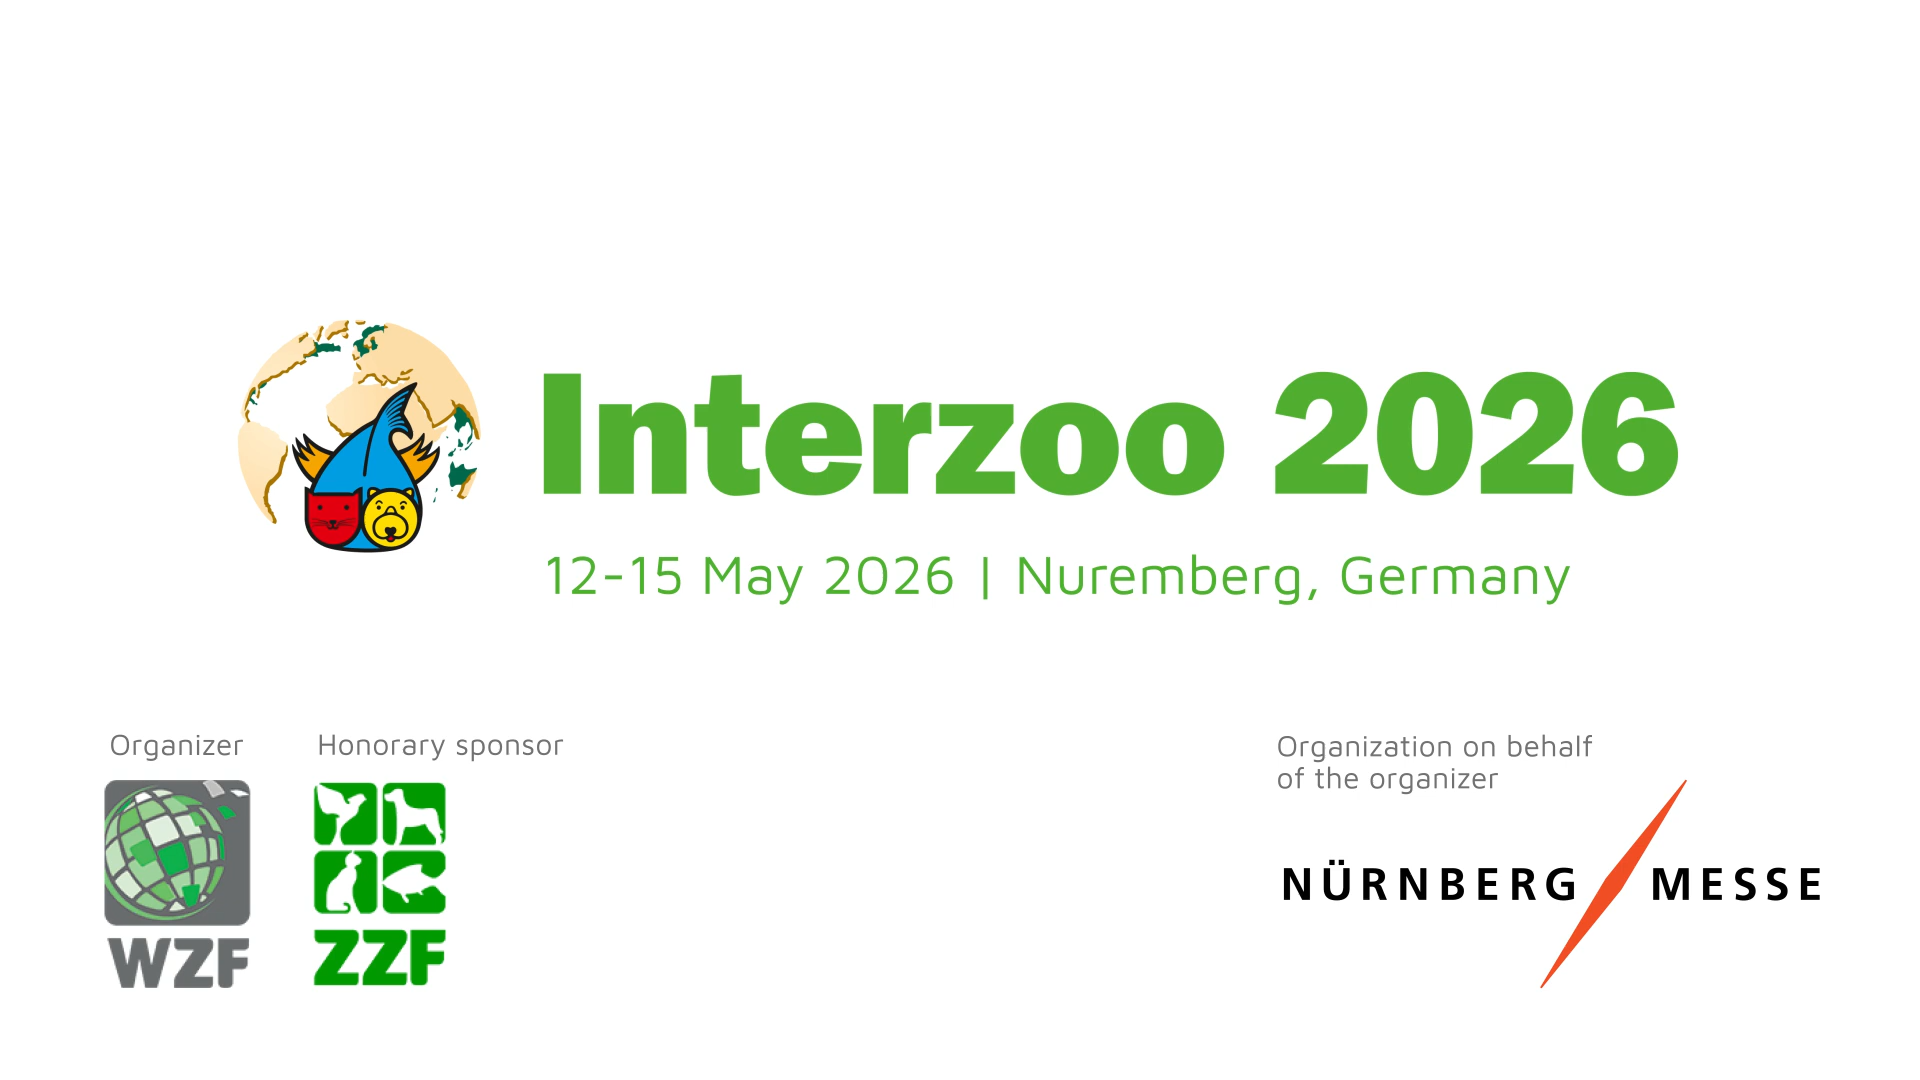 Interzoo 2026
12-15 May 2026 | Nuremberg, Germany
Organizer
WZF
Honorary sponsor
ZZF
Organization on behalf
of the organizer
NÜRNBERG MESSE